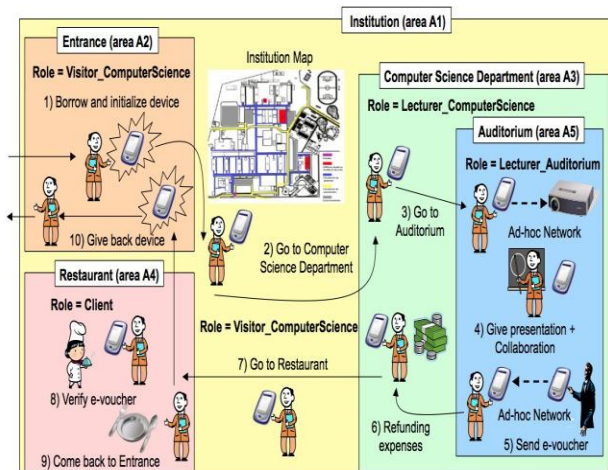 Institution (area A1)
Entrance (area A2)
Role = Visitor_ComputerScience
1) Borrow and initialize device
10) Give back device
Institution Map
2) Go to Computer
Science Department
Computer Science Department (area A3)
Role = Lecturer_ComputerScience
3) Go to
Auditorium
Auditorium (area A5)
Role = Lecturer_Auditorium
Ad-hoc Network
4) Give presentation +
Collaboration
Ad-hoc Network
5) Send e-voucher
6) Refunding
expenses
Role = Visitor_ComputerScience
7) Go to Restaurant
Restaurant (area A4)
Role = Client
8) Verify e-voucher
9) Come back to Entrance